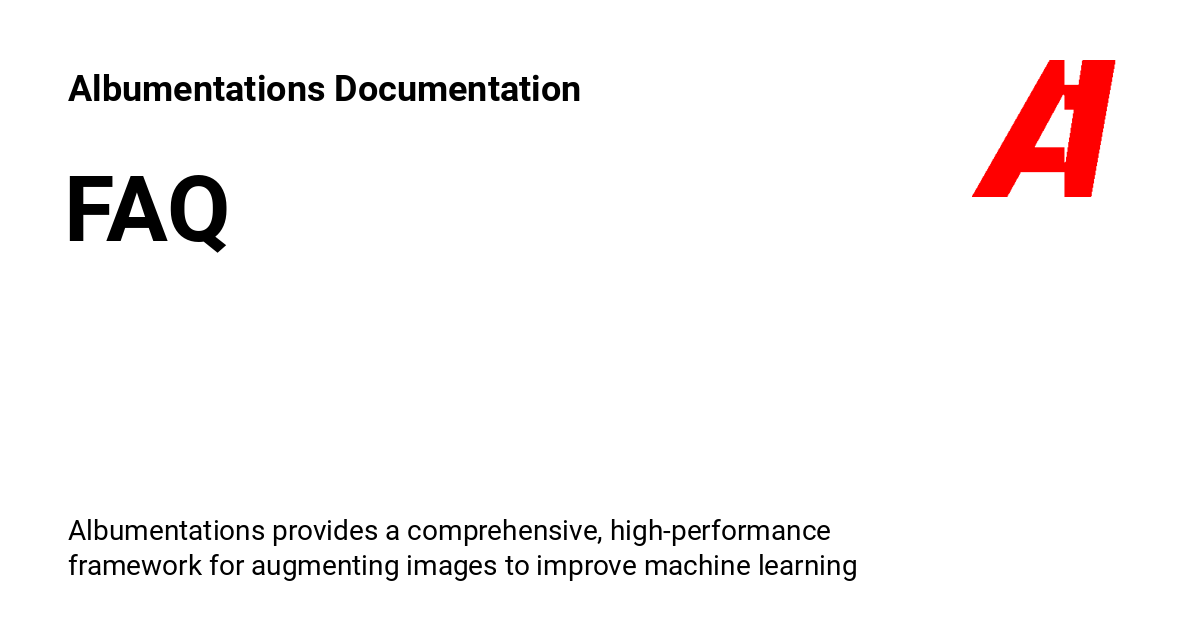 Albumentations Documentation
FAQ
Albumentations provides a comprehensive, high-performance
framework for augmenting images to improve machine learning